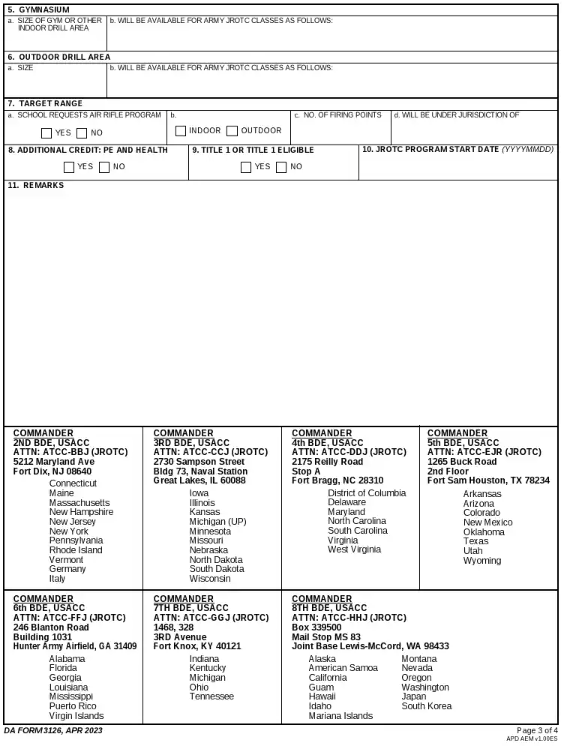 5. GYMNASIUM
a. SIZE OF GYM OR OTHER INDOOR DRILL AREA
b. WILL BE AVAILABLE FOR ARMY JROTC CLASSES AS FOLLOWS:
6. OUTDOOR DRILL AREA
a. SIZE
b. WILL BE AVAILABLE FOR ARMY JROTC CLASSES AS FOLLOWS:
7. TARGET RANGE
a. SCHOOL REQUESTS AIR RIFLE PROGRAM
YES NO
b.
INDOOR OUTDOOR
c. NO. OF FIRING POINTS
d. WILL BE UNDER JURISDICTION OF
8. ADDITIONAL CREDIT: PE AND HEALTH
YES NO
9. TITLE 1 OR TITLE 1 ELIGIBLE
YES NO
10. JROTC PROGRAM START DATE (YYYYMMDD)
11. REMARKS
COMMANDER
2ND BDE, USACC
ATTN: ATCC-BBJ (JROTC)
5212 Maryland Ave
Fort Dix, NJ 08640
Connecticut
Maine
Massachusetts
New Hampshire
New Jersey
New York
Pennsylvania
Rhode Island
Vermont
Germany
Italy
COMMANDER
3RD BDE, USACC
ATTN: ATCC-CCJ (JROTC)
2730 Sampson Street
Bldg 73, Naval Station
Great Lakes, IL 60088
Iowa
Illinois
Kansas
Michigan (UP)
Minnesota
Missouri
Nebraska
North Dakota
South Dakota
Wisconsin
COMMANDER
4th BDE, USACC
ATTN: ATCC-DDJ (JROTC)
2175 Reilly Road
Stop A
Fort Bragg, NC 28310
District of Columbia
Delaware
Maryland
North Carolina
South Carolina
Virginia
West Virginia
COMMANDER
5th BDE, USACC
ATTN: ATCC-EJR (JROTC)
1265 Buck Road
2nd Floor
Fort Sam Houston, TX 78234
Arkansas
Arizona
Colorado
New Mexico
Oklahoma
Texas
Utah
Wyoming
COMMANDER
6th BDE, USACC
ATTN: ATCC-FFJ (JROTC)
246 Blanton Road
Building 1031
Hunter Army Airfield, GA 31409
Alabama
Florida
Georgia
Louisiana
Mississippi
Puerto Rico
Virgin Islands
COMMANDER
7TH BDE, USACC
ATTN: ATCC-GGJ (JROTC)
1468, 328
3RD Avenue
Fort Knox, KY 40121
Indiana
Kentucky
Michigan
Ohio
Tennessee
COMMANDER
8TH BDE, USACC
ATTN: ATCC-HHJ (JROTC)
Box 339500
Mail Stop MS 83
Joint Base Lewis-McCord, WA 98433
Alaska
American Samoa
California
Guam
Hawaii
Idaho
Mariana Islands
Montana
Nevada
Oregon
Washington
Japan
South Korea
DA FORM 3126, APR 2023
Page 3 of 4
APD AEM v1.00ES